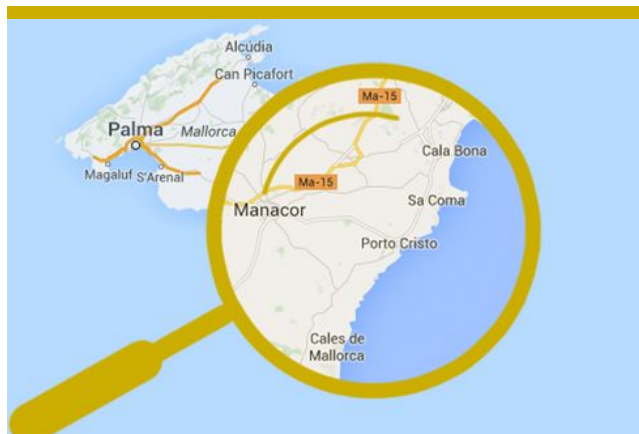 Alcúdia
Can Picafort
Ma-15
Palma
Mallorca
Cala Bona
Magaluf
S'Arenal
Ma-15
Sa Coma
Manacor
Porto Cristo
Cales de
Mallorca